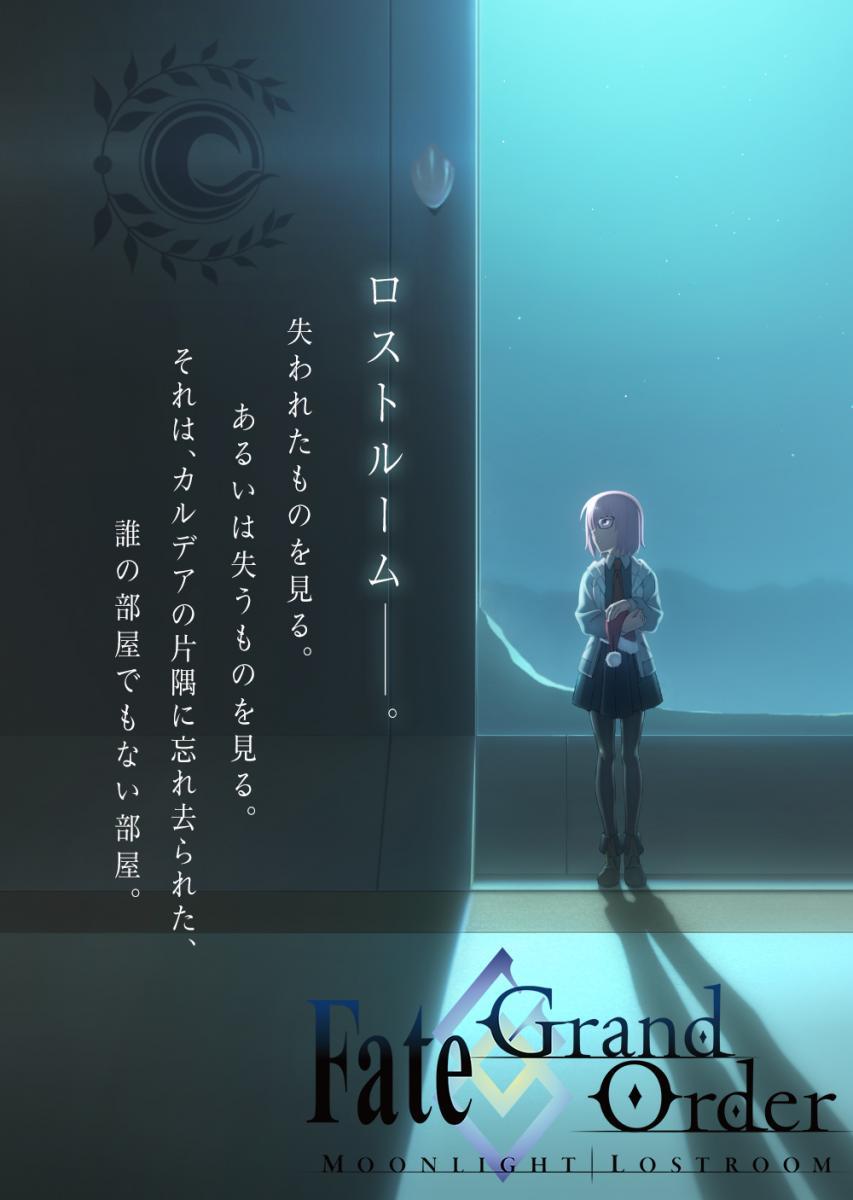 ロストルーム──。
失われたものを見る。
あるいは失うものを見る。
それは、カルデアの片隅に忘れ去られた、
誰の部屋でもない部屋。
Fate
Grand
Order
MOONLIGHT | LOSTROOM